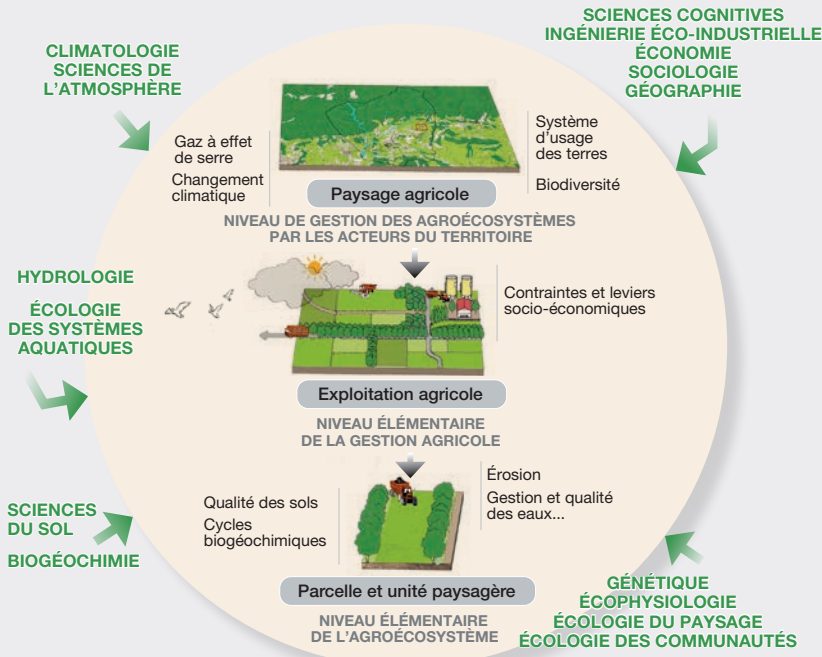 SCIENCES COGNITIVES
INGÉNIERIE ÉCO-INDUSTRIELLE
ÉCONOMIE
SOCIOLOGIE
GÉOGRAPHIE
CLIMATOLOGIE
SCIENCES DE
L'ATMOSPHÈRE
Gaz à effet
de serre
Changement
climatique
Système
d'usage
des terres
Biodiversité
Paysage agricole
NIVEAU DE GESTION DES AGROÉCOSYSTÈMES
PAR LES ACTEURS DU TERRITOIRE
HYDROLOGIE
ÉCOLOGIE
DES SYSTÈMES
AQUATIQUES
Contraintes et leviers
socio-économiques
Exploitation agricole
NIVEAU ÉLÉMENTAIRE
DE LA GESTION AGRICOLE
SCIENCES
DU SOL
BIOGÉOCHIMIE
Qualité des sols
Cycles
biogéochimiques
Érosion
Gestion et qualité
des eaux...
Parcelle et unité paysagère
NIVEAU ÉLÉMENTAIRE
DE L'AGROÉCOSYSTÈME
GÉNÉTIQUE
ÉCOPHYSIOLOGIE
ÉCOLOGIE DU PAYSAGE
ÉCOLOGIE DES COMMUNAUTÉS